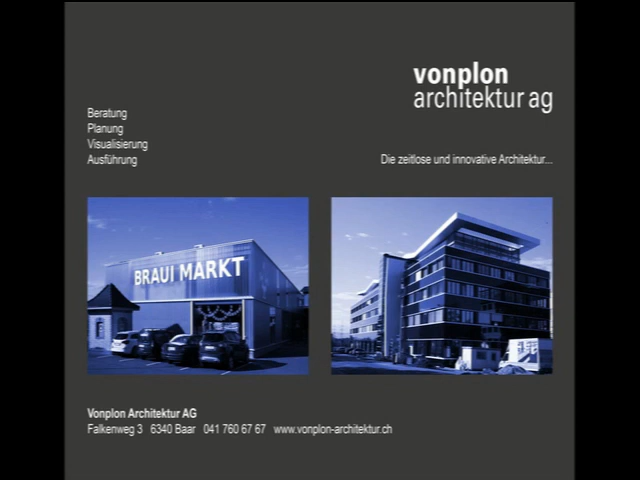 vonplon
architektur ag
Beratung
Planung
Visualisierung
Ausführung
Die zeitlose und innovative Architektur...
BRAUI MARKT
Vonplon Architektur AG
Falkenweg 3 6340 Baar 041 760 67 67 www.vonplon-architektur.ch